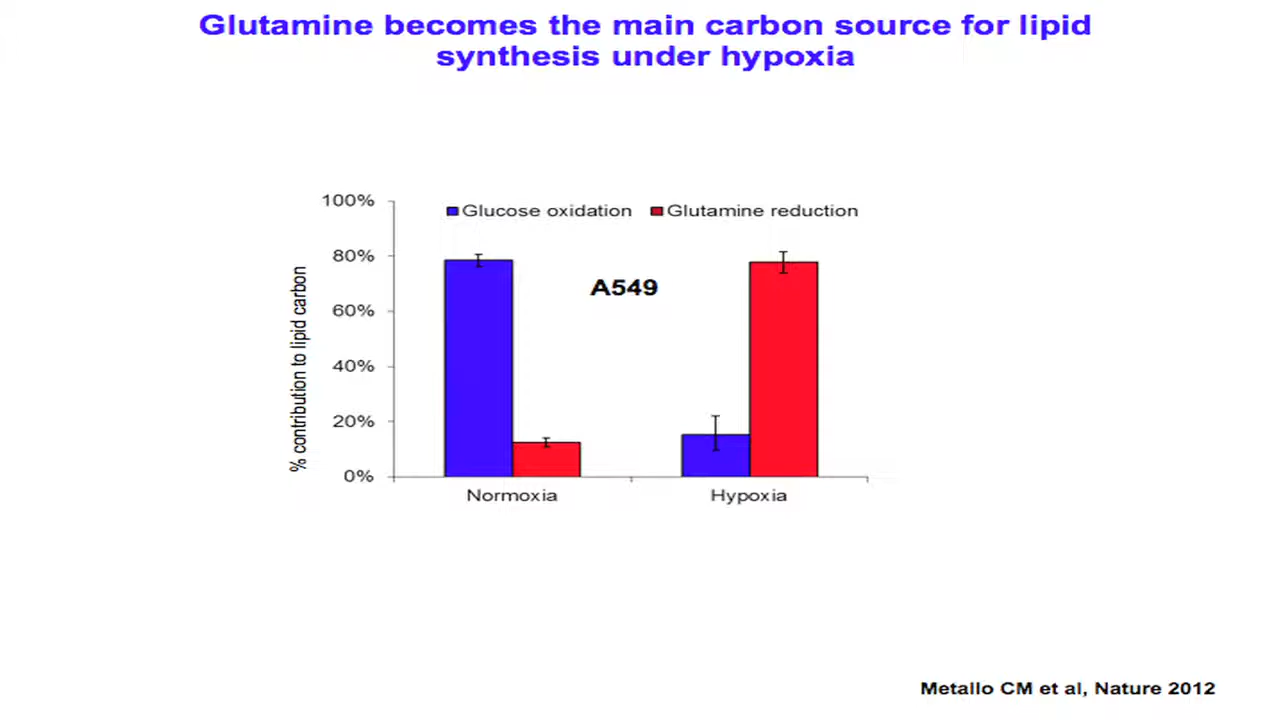 Glutamine becomes the main carbon source for lipid
synthesis under hypoxia
100%
80%
60%
40%
20%
0%
% contribution to lipid carbon
Glucose oxidation
Glutamine reduction
A549
Normoxia
Hypoxia
Metallo CM et al, Nature 2012